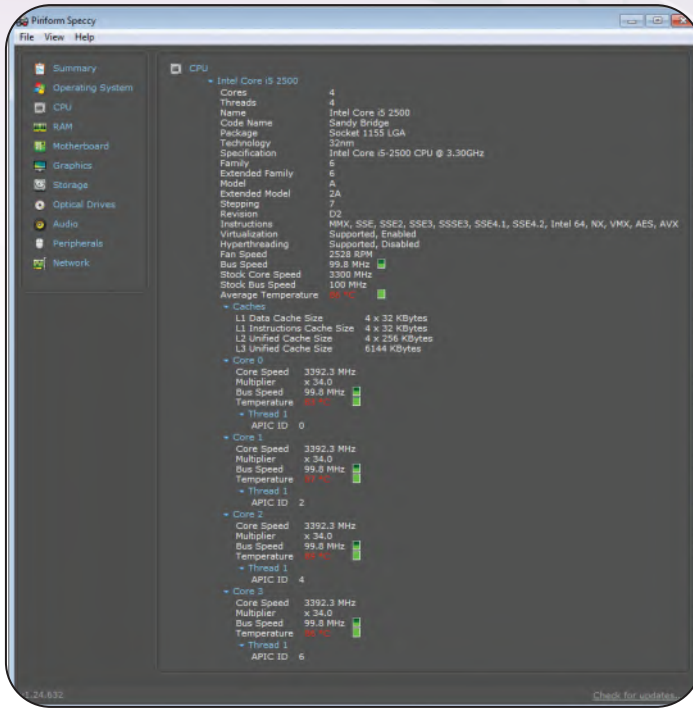 Piriform Speccy
File View Help
Summary
Operating System
CPU
RAM
Motherboard
Graphics
Storage
Optical Drives
Audio
Peripherals
Network
CPU
Intel Core i5 2500
Cores 4
Threads 4
Name Intel Core i5 2500
Code Name Sandy Bridge
Package Socket 1155 LGA
Technology 32nm
Specification Intel Core i5-2500 CPU @ 3.30GHz
Family 6
Extended Family 6
Model A
Extended Model 2A
Stepping 7
Revision D2
Instructions MMX, SSE, SSE2, SSE3, SSSE3, SSE4.1, SSE4.2, Intel 64, NX, VMX, AES, AVX
Virtualization Supported, Enabled
Hyperthreading Supported, Disabled
Fan Speed 2528 RPM
Bus Speed 99.8 MHz
Stock Core Speed 3300 MHz
Stock Bus Speed 100 MHz
Average Temperature
Caches
L1 Data Cache Size 4 x 32 KBytes
L1 Instructions Cache Size 4 x 32 KBytes
L2 Unified Cache Size 4 x 256 KBytes
L3 Unified Cache Size 6144 KBytes
Core 0
Core Speed 3392.3 MHz
Multiplier x 34.0
Bus Speed 99.8 MHz
Temperature
Thread 1
APIC ID 0
Core 1
Core Speed 3392.3 MHz
Multiplier x 34.0
Bus Speed 99.8 MHz
Temperature
Thread 1
APIC ID 2
Core 2
Core Speed 3392.3 MHz
Multiplier x 34.0
Bus Speed 99.8 MHz
Temperature
Thread 1
APIC ID 4
Core 3
Core Speed 3392.3 MHz
Multiplier x 34.0
Bus Speed 99.8 MHz
Temperature
Thread 1
APIC ID 6
1.24.632
Check for updates...